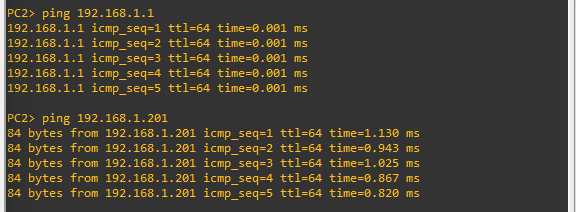 PC2> ping 192.168.1.1
192.168.1.1 icmp_seq=1 ttl=64 time=0.001 ms
192.168.1.1 icmp_seq=2 ttl=64 time=0.001 ms
192.168.1.1 icmp_seq=3 ttl=64 time=0.001 ms
192.168.1.1 icmp_seq=4 ttl=64 time=0.001 ms
192.168.1.1 icmp_seq=5 ttl=64 time=0.001 ms
PC2> ping 192.168.1.201
84 bytes from 192.168.1.201 icmp_seq=1 ttl=64 time=1.130 ms
84 bytes from 192.168.1.201 icmp_seq=2 ttl=64 time=0.943 ms
84 bytes from 192.168.1.201 icmp_seq=3 ttl=64 time=1.025 ms
84 bytes from 192.168.1.201 icmp_seq=4 ttl=64 time=0.867 ms
84 bytes from 192.168.1.201 icmp_seq=5 ttl=64 time=0.820 ms